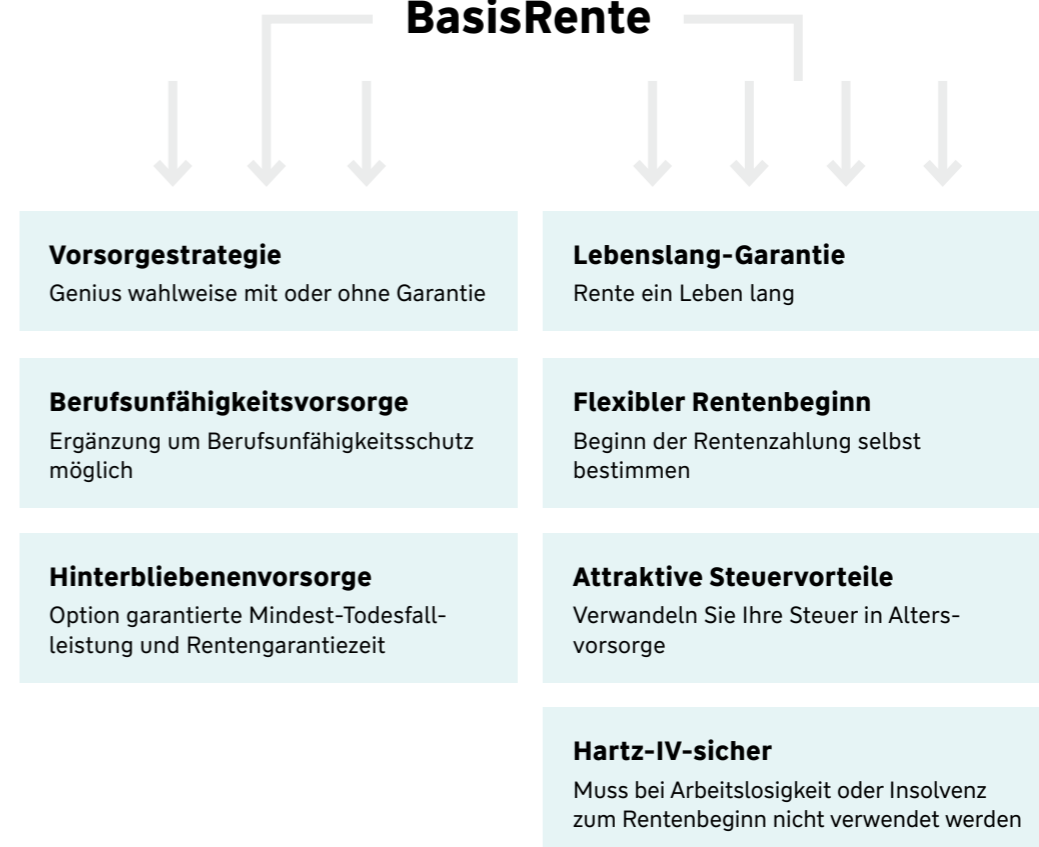 BasisRente
Vorsorgestrategie
Genius wahlweise mit oder ohne Garantie
Berufsunfähigkeitsvorsorge
Ergänzung um Berufsunfähigkeitsschutz
möglich
Hinterbliebenenvorsorge
Option garantierte Mindest-Todesfall-
leistung und Rentengarantiezeit
Lebenslang-Garantie
Rente ein Leben lang
Flexibler Rentenbeginn
Beginn der Rentenzahlung selbst
bestimmen
Attraktive Steuervorteile
Verwandeln Sie Ihre Steuer in Alters-
vorsorge
Hartz-IV-sicher
Muss bei Arbeitslosigkeit oder Insolvenz
zum Rentenbeginn nicht verwendet werden